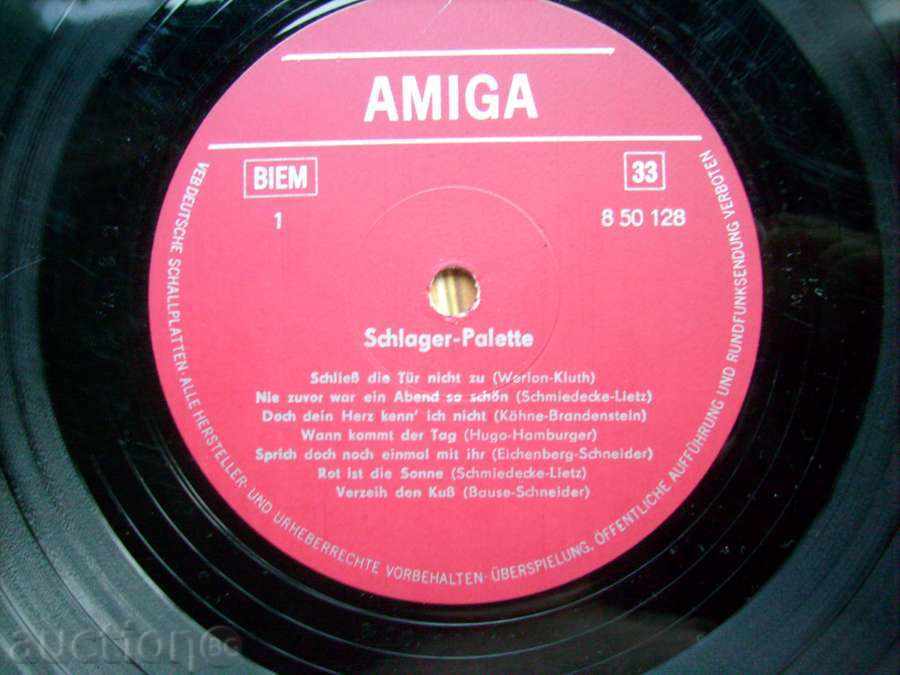 AMIGA
BIEM
33
1
8 50 128
Schlager-Palette
Schließ die Tür nicht zu (Werion-Kluth)
Nie zuvor war ein Abend so schön (Schmiedecke-Lietz)
Doch dein Herz kenn' ich nicht (Kähne-Brandenstein)
Wann kommt der Tag (Hugo-Hamburger)
Sprich doch noch einmal mit ihr (Eichenberg-Schneider)
Rot ist die Sonne (Schmiedecke-Lietz)
Verzeih den Kuß (Bause-Schneider)
VEB DEUTSCHE SCHALLPLATTEN · ALLE HERSTELLER- UND URHEBERRECHTE VORBEHALTEN · ÜBERSPIELUNG, ÖFFENTLICHE AUFFÜHRUNG UND RUNDFUNKSENDUNG VERBOTEN
auction